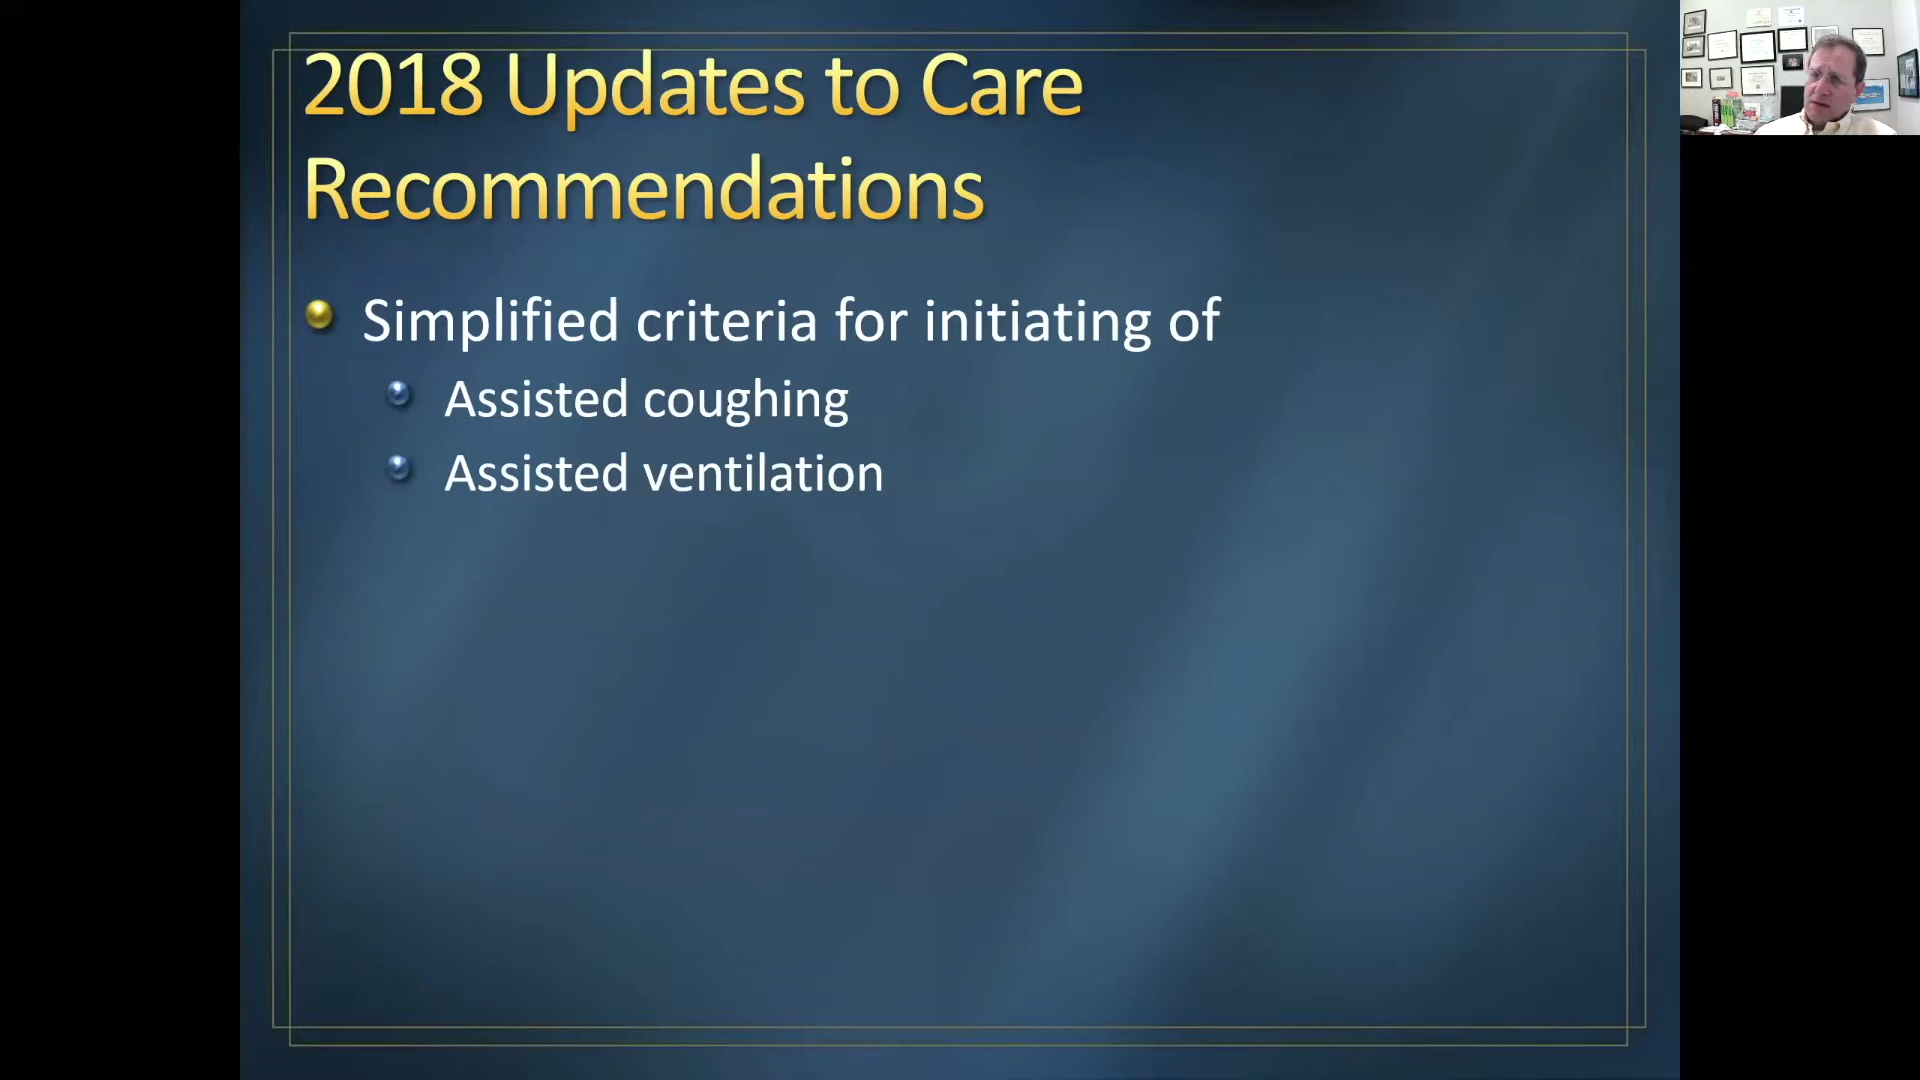 2018 Updates to Care
Recommendations
Simplified criteria for initiating of
Assisted coughing
Assisted ventilation